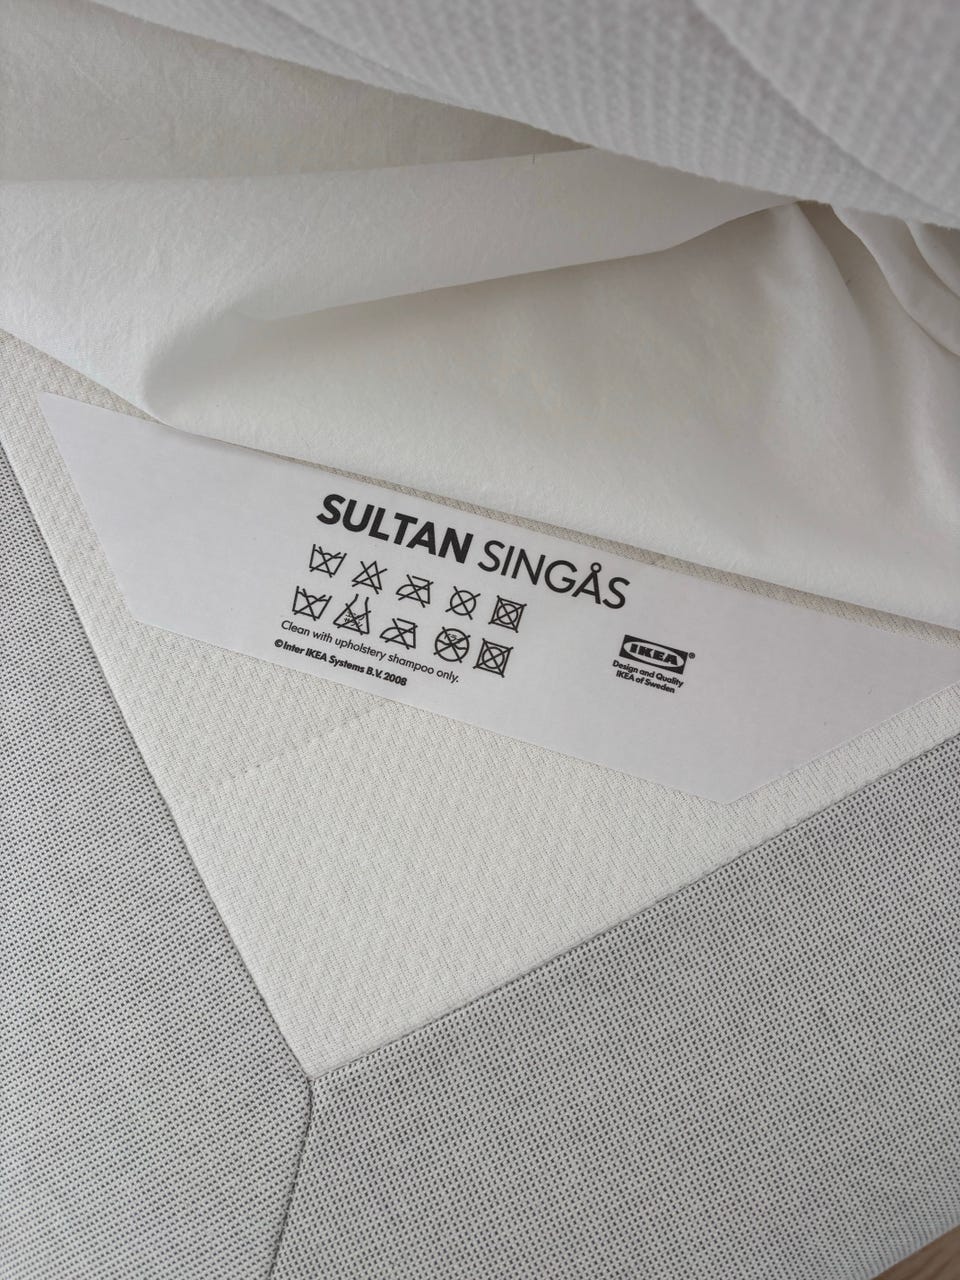 SULTAN SINGÅS
Clean with upholstery shampoo only.
©Inter IKEA Systems B.V. 2008
IKEA®
Design and Quality
IKEA of Sweden